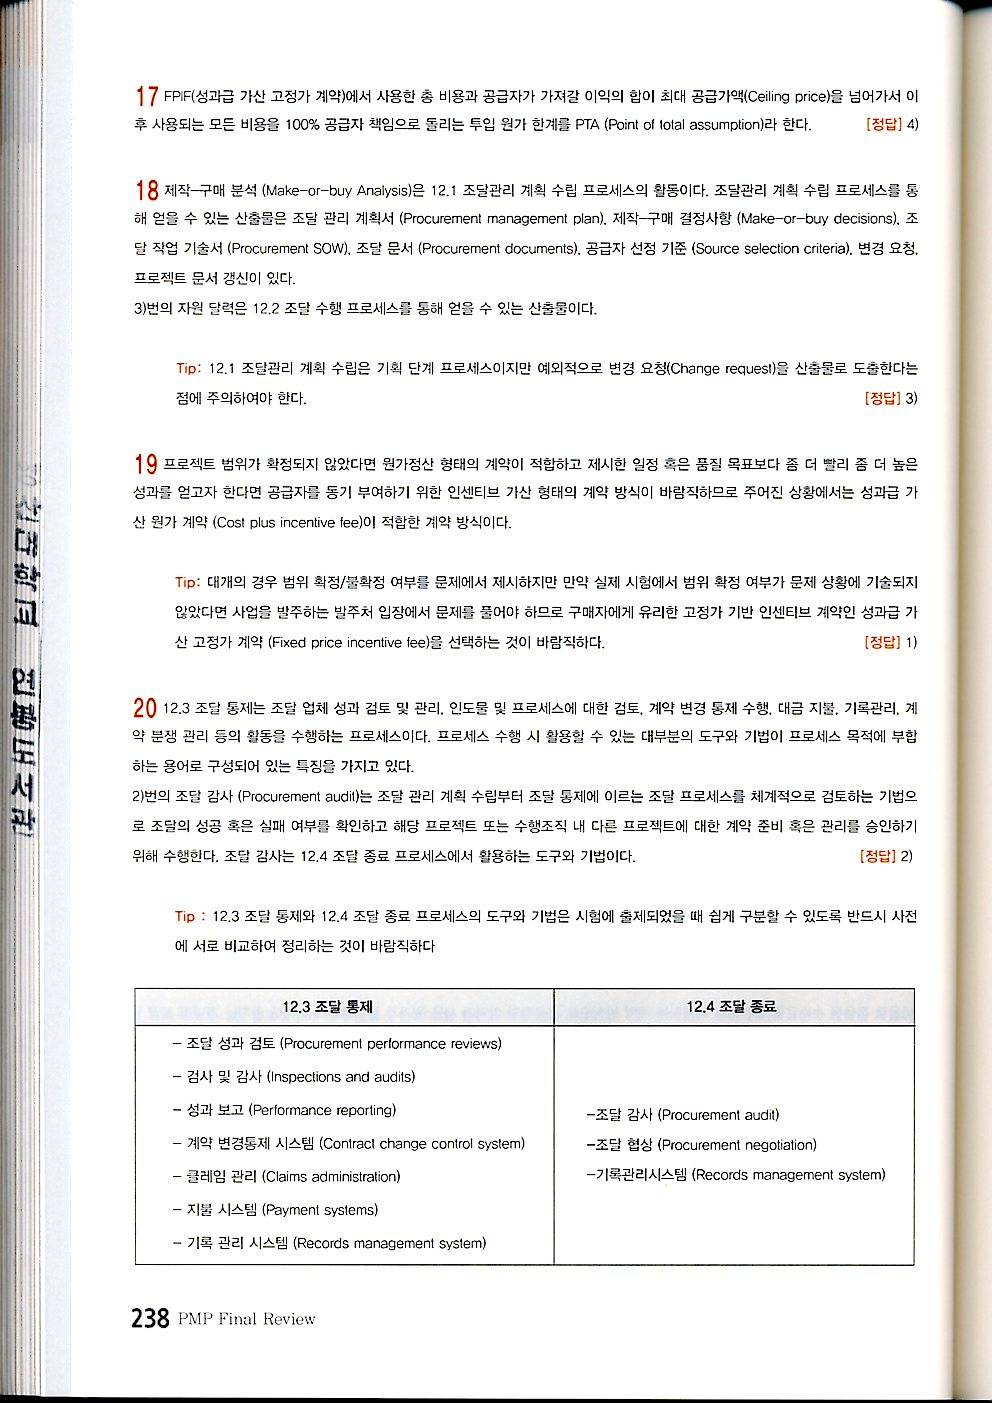 17 FPIF(성과급 가산 고정가 계약)에서 사용한 총 비용과 공급자가 가져갈 이익의 합이 최대 공급가액(Ceiling price)을 넘어가서 이
후 사용되는 모든 비용을 100% 공급자 책임으로 돌리는 투입 원가 한계를 PTA (Point of total assumption)라 한다. [정답] 4)
18 제작-구매 분석 (Make-or-buy Analysis)은 12.1 조달관리 계획 수립 프로세스의 활동이다. 조달관리 계획 수립 프로세스를 통
해 얻을 수 있는 산출물은 조달 관리 계획서 (Procurement management plan), 제작-구매 결정사항 (Make-or-buy decisions), 조
달 작업 기술서 (Procurement SOW), 조달 문서 (Procurement documents), 공급자 선정 기준 (Source selection criteria), 변경 요청,
프로젝트 문서 갱신이 있다.
3)번의 자원 달력은 12.2 조달 수행 프로세스를 통해 얻을 수 있는 산출물이다.
Tip: 12.1 조달관리 계획 수립은 기획 단계 프로세스이지만 예외적으로 변경 요청(Change request)을 산출물로 도출한다는
점에 주의하여야 한다. [정답] 3)
19 프로젝트 범위가 확정되지 않았다면 원가정산 형태의 계약이 적합하고 제시한 일정 혹은 품질 목표보다 좀 더 빨리 좀 더 높은
성과를 얻고자 한다면 공급자를 동기 부여하기 위한 인센티브 가산 형태의 계약 방식이 바람직하므로 주어진 상황에서는 성과급 가
산 원가 계약 (Cost plus incentive fee)이 적합한 계약 방식이다.
Tip: 대개의 경우 범위 확정/불확정 여부를 문제에서 제시하지만 만약 실제 시험에서 범위 확정 여부가 문제 상황에 기술되지
않았다면 사업을 발주하는 발주처 입장에서 문제를 풀어야 하므로 구매자에게 유리한 고정가 기반 인센티브 계약인 성과급 가
산 고정가 계약 (Fixed price incentive fee)을 선택하는 것이 바람직하다. [정답] 1)
20 12.3 조달 통제는 조달 업체 성과 검토 및 관리, 인도물 및 프로세스에 대한 검토, 계약 변경 통제 수행, 대금 지불, 기록관리, 계
약 분쟁 관리 등의 활동을 수행하는 프로세스이다. 프로세스 수행 시 활용할 수 있는 대부분의 도구와 기법이 프로세스 목적에 부합
하는 용어로 구성되어 있는 특징을 가지고 있다.
2)번의 조달 감사 (Procurement audit)는 조달 관리 계획 수립부터 조달 통제에 이르는 조달 프로세스를 체계적으로 검토하는 기법으
로 조달의 성공 혹은 실패 여부를 확인하고 해당 프로젝트 또는 수행조직 내 다른 프로젝트에 대한 계약 준비 혹은 관리를 승인하기
위해 수행한다. 조달 감사는 12.4 조달 종료 프로세스에서 활용하는 도구와 기법이다. [정답] 2)
Tip : 12.3 조달 통제와 12.4 조달 종료 프로세스의 도구와 기법은 시험에 출제되었을 때 쉽게 구분할 수 있도록 반드시 사전
에 서로 비교하여 정리하는 것이 바람직하다
12.3 조달 통제
- 조달 성과 검토 (Procurement performance reviews)
- 검사 및 감사 (Inspections and audits)
- 성과 보고 (Performance reporting)
- 계약 변경통제 시스템 (Contract change control system)
- 클레임 관리 (Claims administration)
- 지불 시스템 (Payment systems)
- 기록 관리 시스템 (Records management system)
12.4 조달 종료
-조달 감사 (Procurement audit)
-조달 협상 (Procurement negotiation)
-기록관리시스템 (Records management system)
238 PMP Final Review